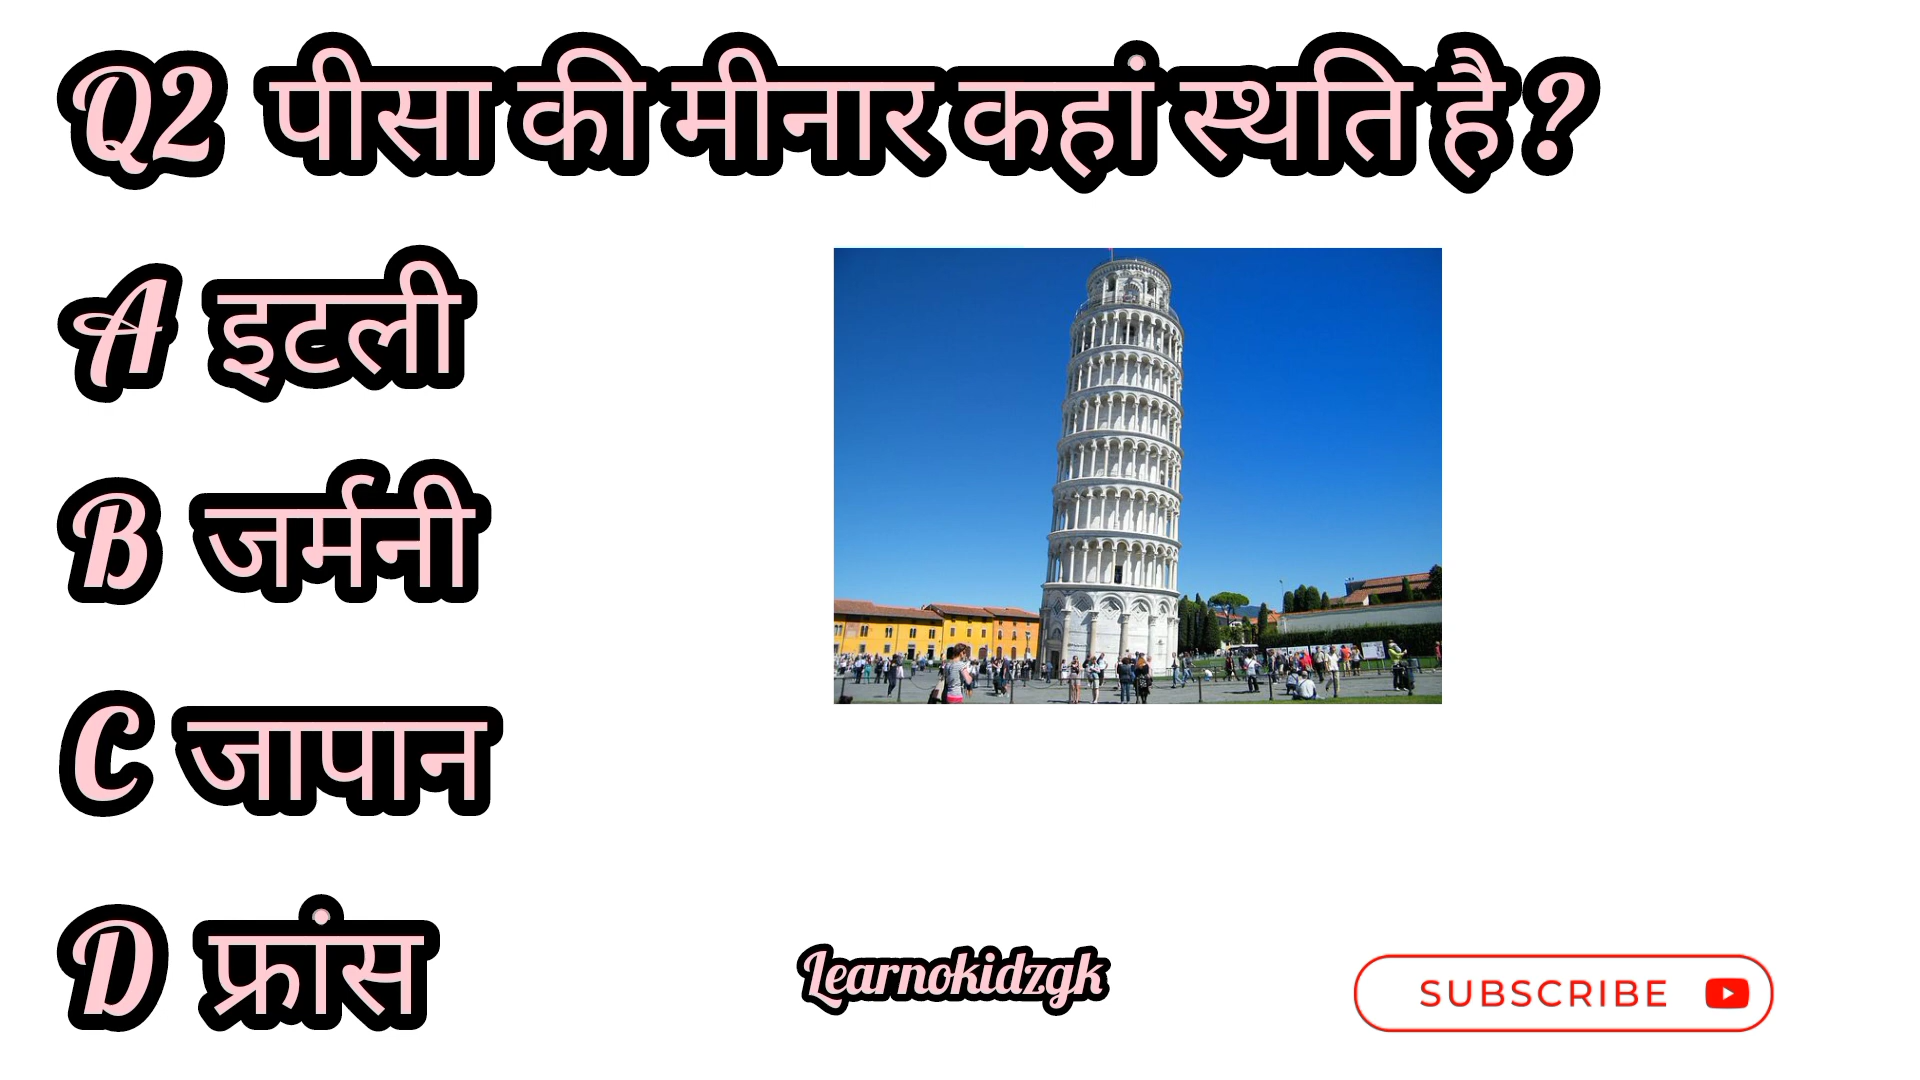 Q2 पीसा की मीनार कहां स्थति है ?
A इटली
B जर्मनी
C जापान
D फ्रांस
Learnokidzgk
SUBSCRIBE